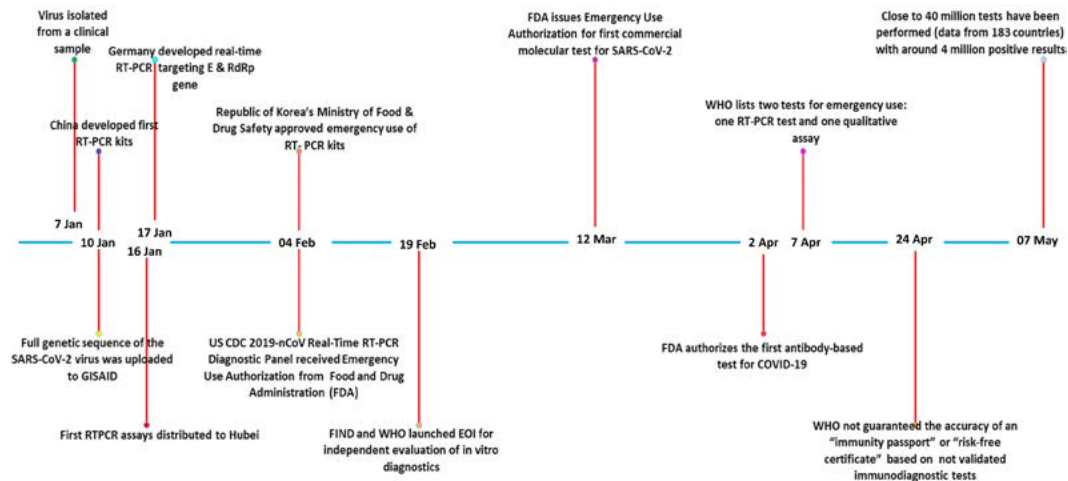 Virus isolated
from a clinical
sample
Germany developed real-time
RT-PCR targeting E & RdRp
gene
China developed first
RT-PCR kits
Republic of Korea's Ministry of Food &
Drug Safety approved emergency use of
RT- PCR kits
FDA issues Emergency Use
Authorization for first commercial
molecular test for SARS-CoV-2
WHO lists two tests for emergency use:
one RT-PCR test and one qualitative
assay
Close to 40 million tests have been
performed (data from 183 countries)
with around 4 million positive results
7 Jan
10 Jan
17 Jan
16 Jan
04 Feb
19 Feb
12 Mar
2 Apr
7 Apr
24 Apr
07 May
Full genetic sequence of the
SARS-CoV-2 virus was uploaded
to GISAID
First RTPCR assays distributed to Hubei
US CDC 2019-nCoV Real-Time RT-PCR
Diagnostic Panel received Emergency
Use Authorization from Food and Drug
Administration (FDA)
FIND and WHO launched EOI for
independent evaluation of in vitro
diagnostics
FDA authorizes the first antibody-based
test for COVID-19
WHO not guaranteed the accuracy of an
“immunity passport” or “risk-free
certificate” based on not validated
immunodiagnostic tests